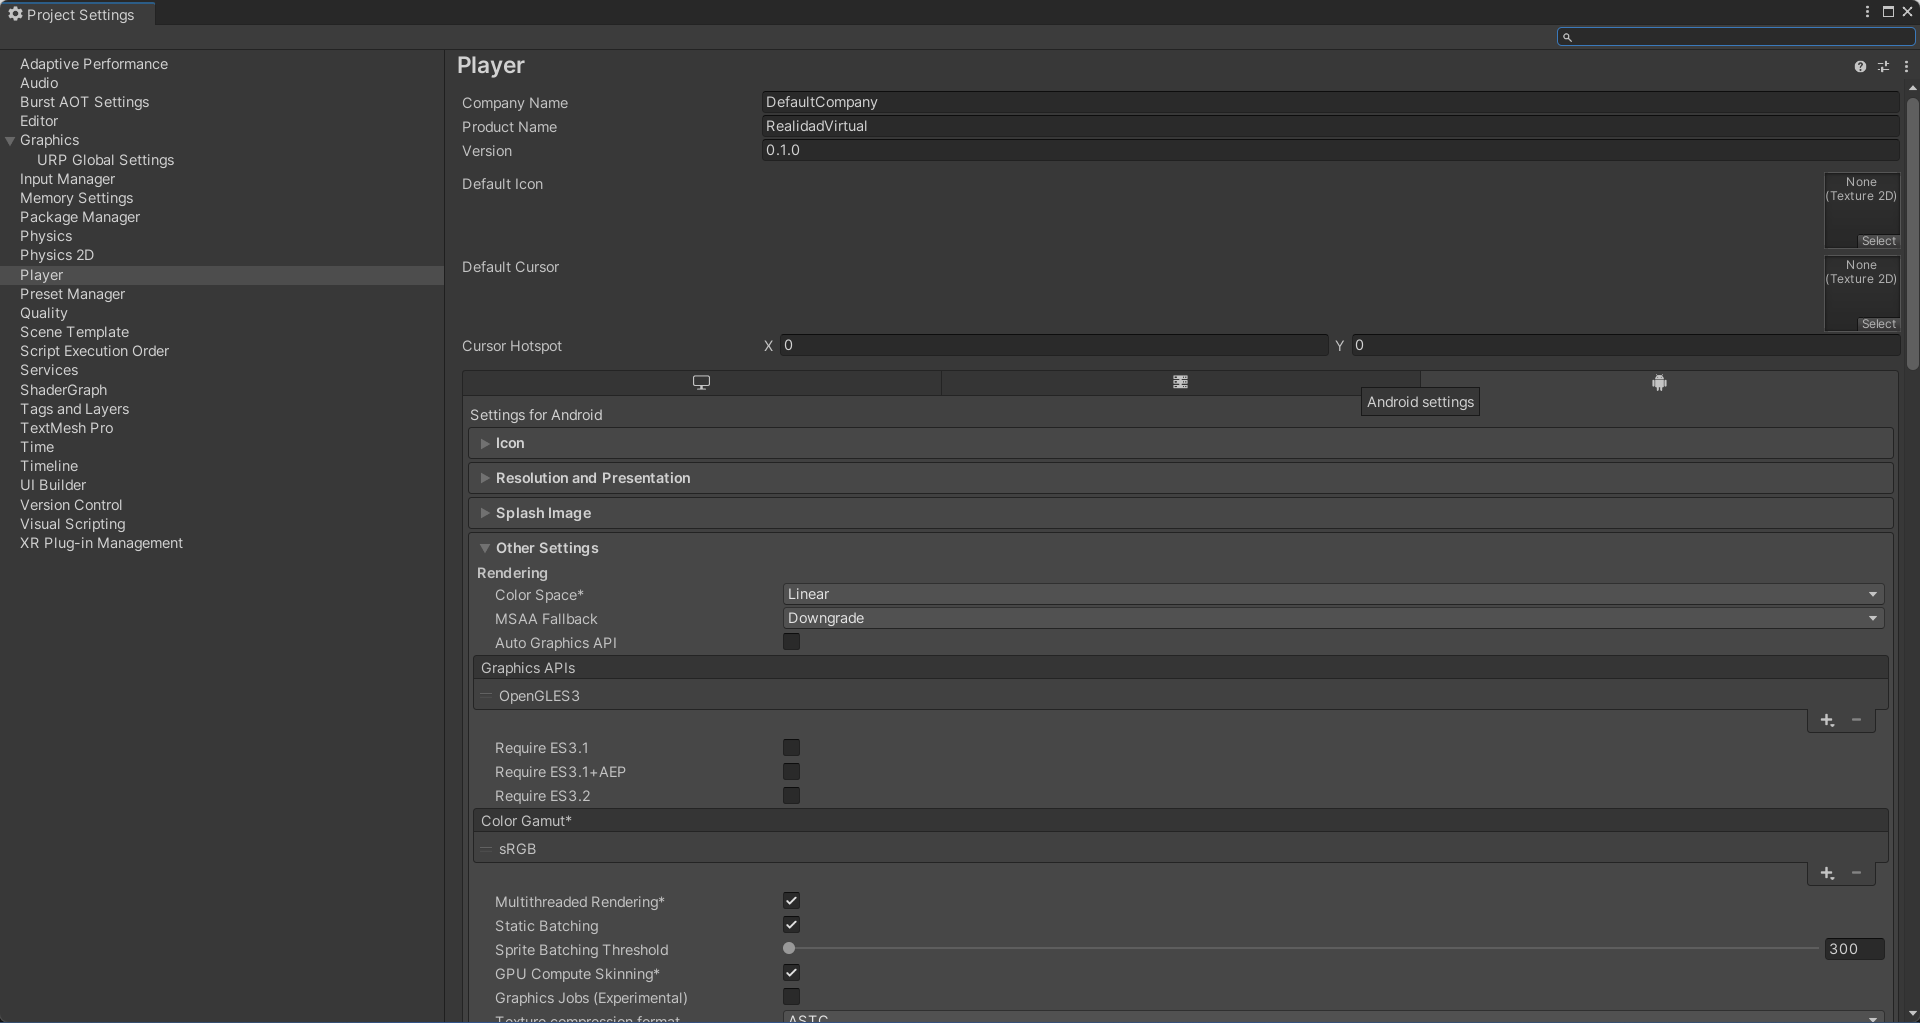 Project Settings
Adaptive Performance
Audio
Burst AOT Settings
Editor
Graphics
URP Global Settings
Input Manager
Memory Settings
Package Manager
Physics
Physics 2D
Player
Preset Manager
Quality
Scene Template
Script Execution Order
Services
ShaderGraph
Tags and Layers
TextMesh Pro
Time
Timeline
UI Builder
Version Control
Visual Scripting
XR Plug-in Management
Player
Company Name DefaultCompany
Product Name RealidadVirtual
Version 0.1.0
Default Icon None
(Texture 2D)
Select
Default Cursor None
(Texture 2D)
Select
Cursor Hotspot X 0 Y 0
Android settings
Settings for Android
Icon
Resolution and Presentation
Splash Image
Other Settings
Rendering
Color Space* Linear
MSAA Fallback Downgrade
Auto Graphics API
Graphics APIs
OpenGLES3
Require ES3.1
Require ES3.1+AEP
Require ES3.2
Color Gamut*
sRGB
Multithreaded Rendering*
Static Batching
Sprite Batching Threshold 300
GPU Compute Skinning*
Graphics Jobs (Experimental)
Texture compression format ASTC